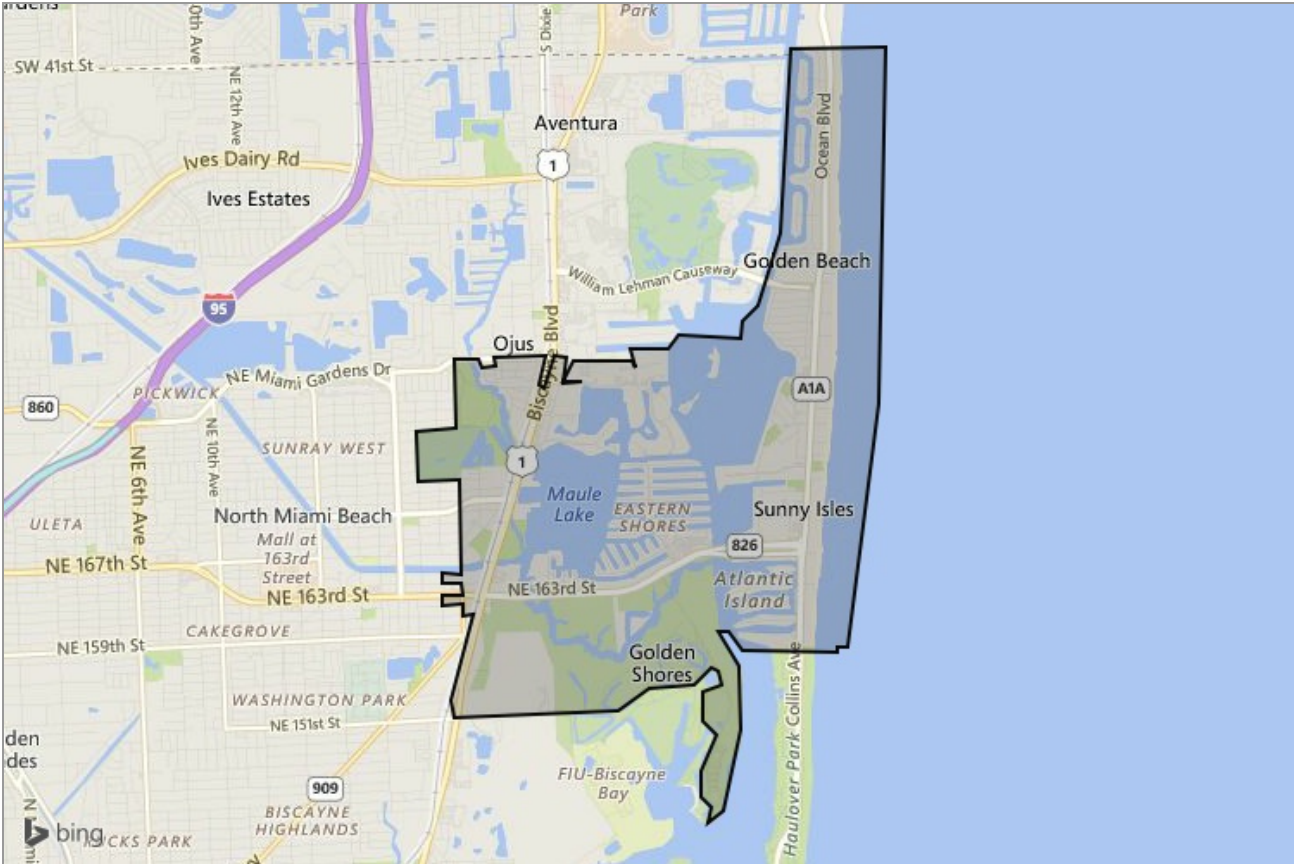 Park
SW 41st St
0th Ave
NE 12th Ave
S Dixie
Aventura
1
Ocean Blvd
Ives Dairy Rd
Ives Estates
William Lehman Causeway
Golden Beach
95
Biscayne Blvd
Ojus
NE Miami Gardens Dr
PICKWICK
860
A1A
NE 10th Ave
SUNRAY WEST
NE 6th Ave
1
Maule
Lake
EASTERN
SHORES
Sunny Isles
ULETA
North Miami Beach
Mall at
163rd
Street
826
NE 167th St
NE 163rd St
NE 163rd St
Atlantic
Island
CAKEGROVE
NE 159th St
Golden
Shores
WASHINGTON PARK
NE 151st St
den
des
FIU-Biscayne
Bay
909
BISCAYNE
HIGHLANDS
Haulover Park
Collins Ave
bing